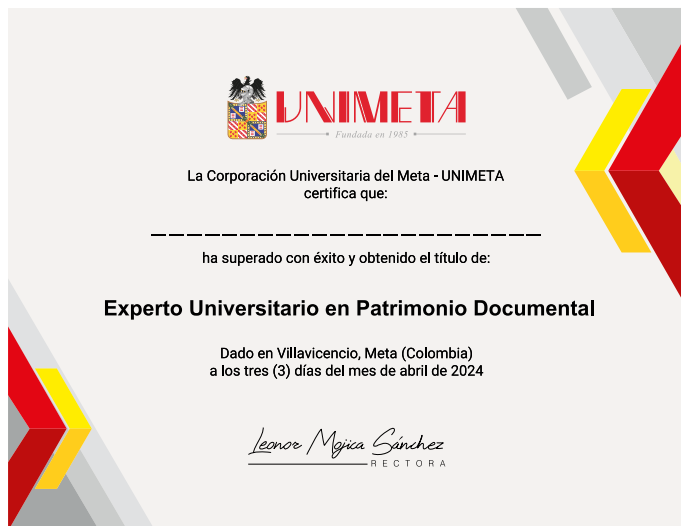 UNIMETA
Fundada en 1985
La Corporación Universitaria del Meta - UNIMETA
certifica que:
ha superado con éxito y obtenido el título de:
Experto Universitario en Patrimonio Documental
Dado en Villavicencio, Meta (Colombia)
a los tres (3) días del mes de abril de 2024
Leonor Mojica Sánchez
RECTORA